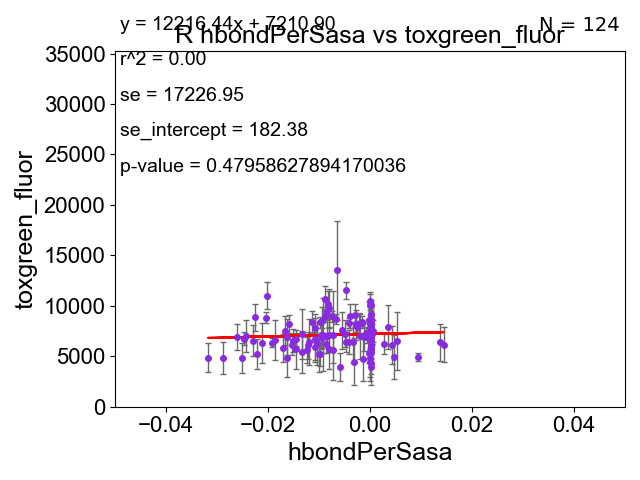 y = 12216.44x + 7210.90
N = 124
R hbondPerSasa vs toxgreen_fluor
r^2 = 0.00
se = 17226.95
se_intercept = 182.38
p-value = 0.47958627894170036
35000
30000
25000
20000
15000
10000
5000
0
toxgreen_fluor
−0.04
−0.02
0.00
0.02
0.04
hbondPerSasa